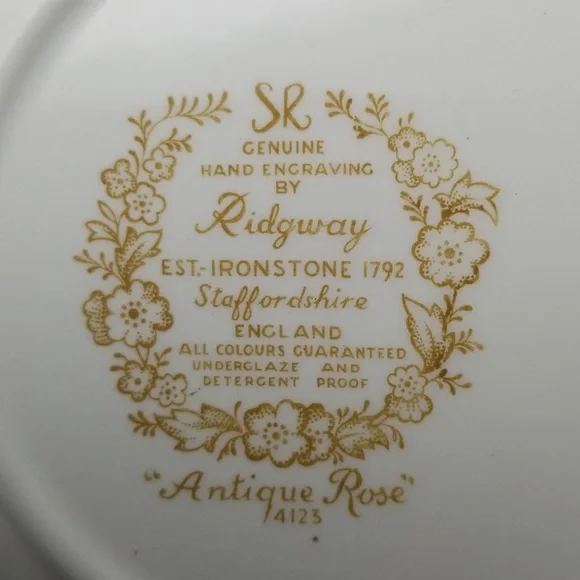 SR
GENUINE
HAND ENGRAVING
BY
Ridgway
EST.-IRONSTONE 1792
Staffordshire
ENGLAND
ALL COLOURS GUARANTEED
UNDERGLAZE AND
DETERGENT PROOF
"Antique Rose"
4123